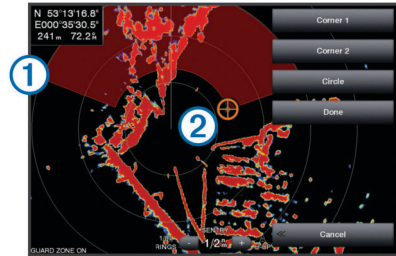 N 53°13'16.8"
E000°35'30.5"
241m 72.2
Corner 1
Corner 2
Circle
Done
1
2
SENTRY
RINGS
- 1/2 +
Cancel
GUARD ZONE ON